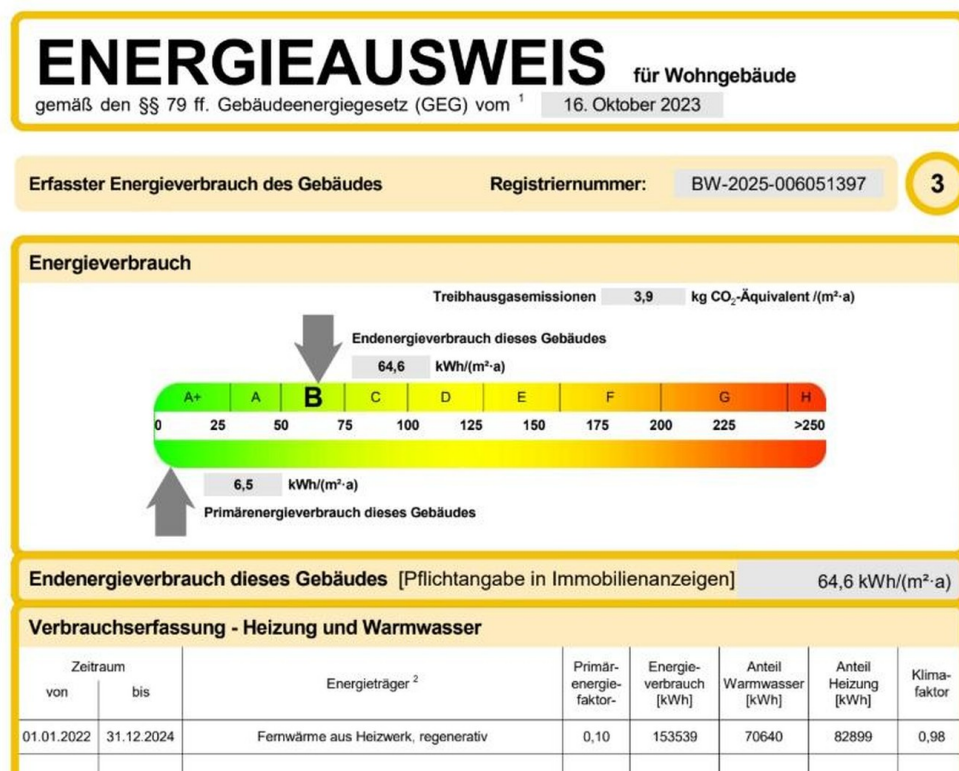 ENERGIEAUSWEIS für Wohngebäude
gemäß den §§ 79 ff. Gebäudeenergiegesetz (GEG) vom ¹ 16. Oktober 2023
Erfasster Energieverbrauch des Gebäudes Registriernummer: BW-2025-006051397 3
Energieverbrauch
Treibhausgasemissionen 3,9 kg CO₂-Äquivalent /(m²·a)
Endenergieverbrauch dieses Gebäudes
64,6 kWh/(m²·a)
A+ A B C D E F G H
0 25 50 75 100 125 150 175 200 225 >250
6,5 kWh/(m²·a)
Primärenergieverbrauch dieses Gebäudes
Endenergieverbrauch dieses Gebäudes [Pflichtangabe in Immobilienanzeigen] 64,6 kWh/(m²·a)
Verbrauchserfassung - Heizung und Warmwasser
Zeitraum
von bis
Energieträger ²
Primär-
energie-
faktor-
Energie-
verbrauch
[kWh]
Anteil
Warmwasser
[kWh]
Anteil
Heizung
[kWh]
Klima-
faktor
01.01.2022 31.12.2024 Fernwärme aus Heizwerk, regenerativ 0,10 153539 70640 82899 0,98